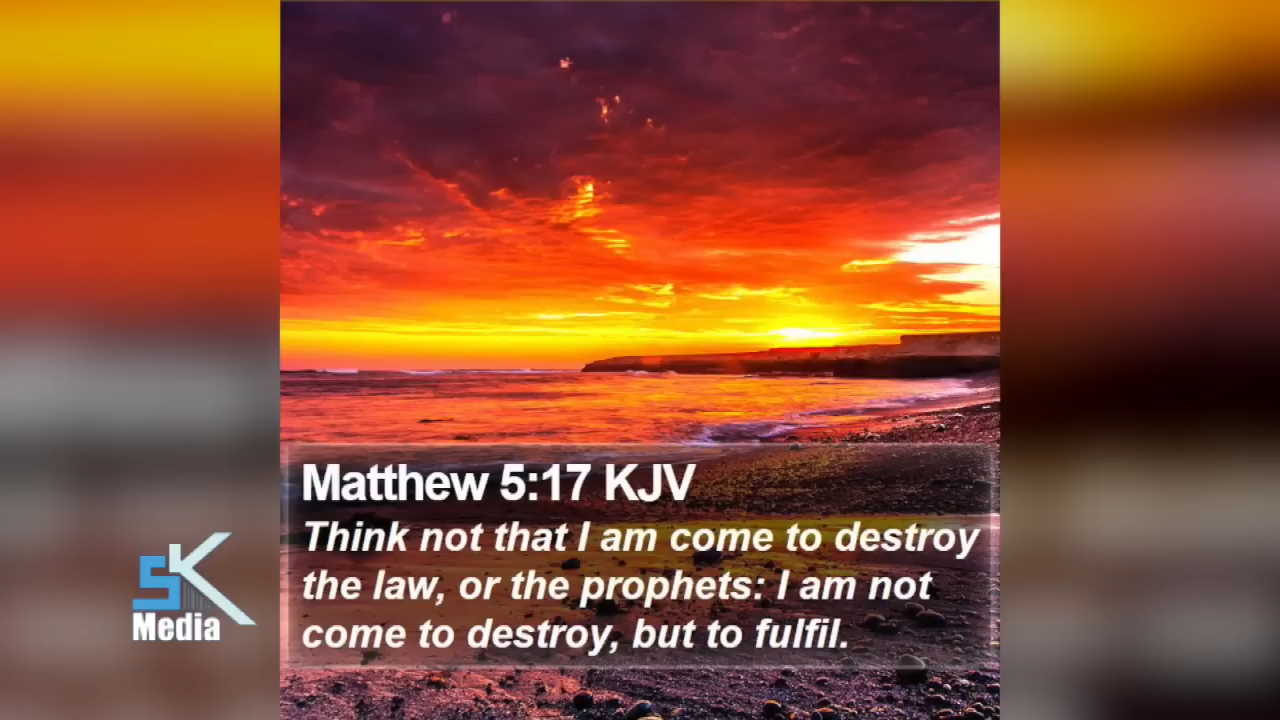 Matthew 5:17 KJV
Think not that I am come to destroy
the law, or the prophets: I am not
come to destroy, but to fulfil.
SK
Media